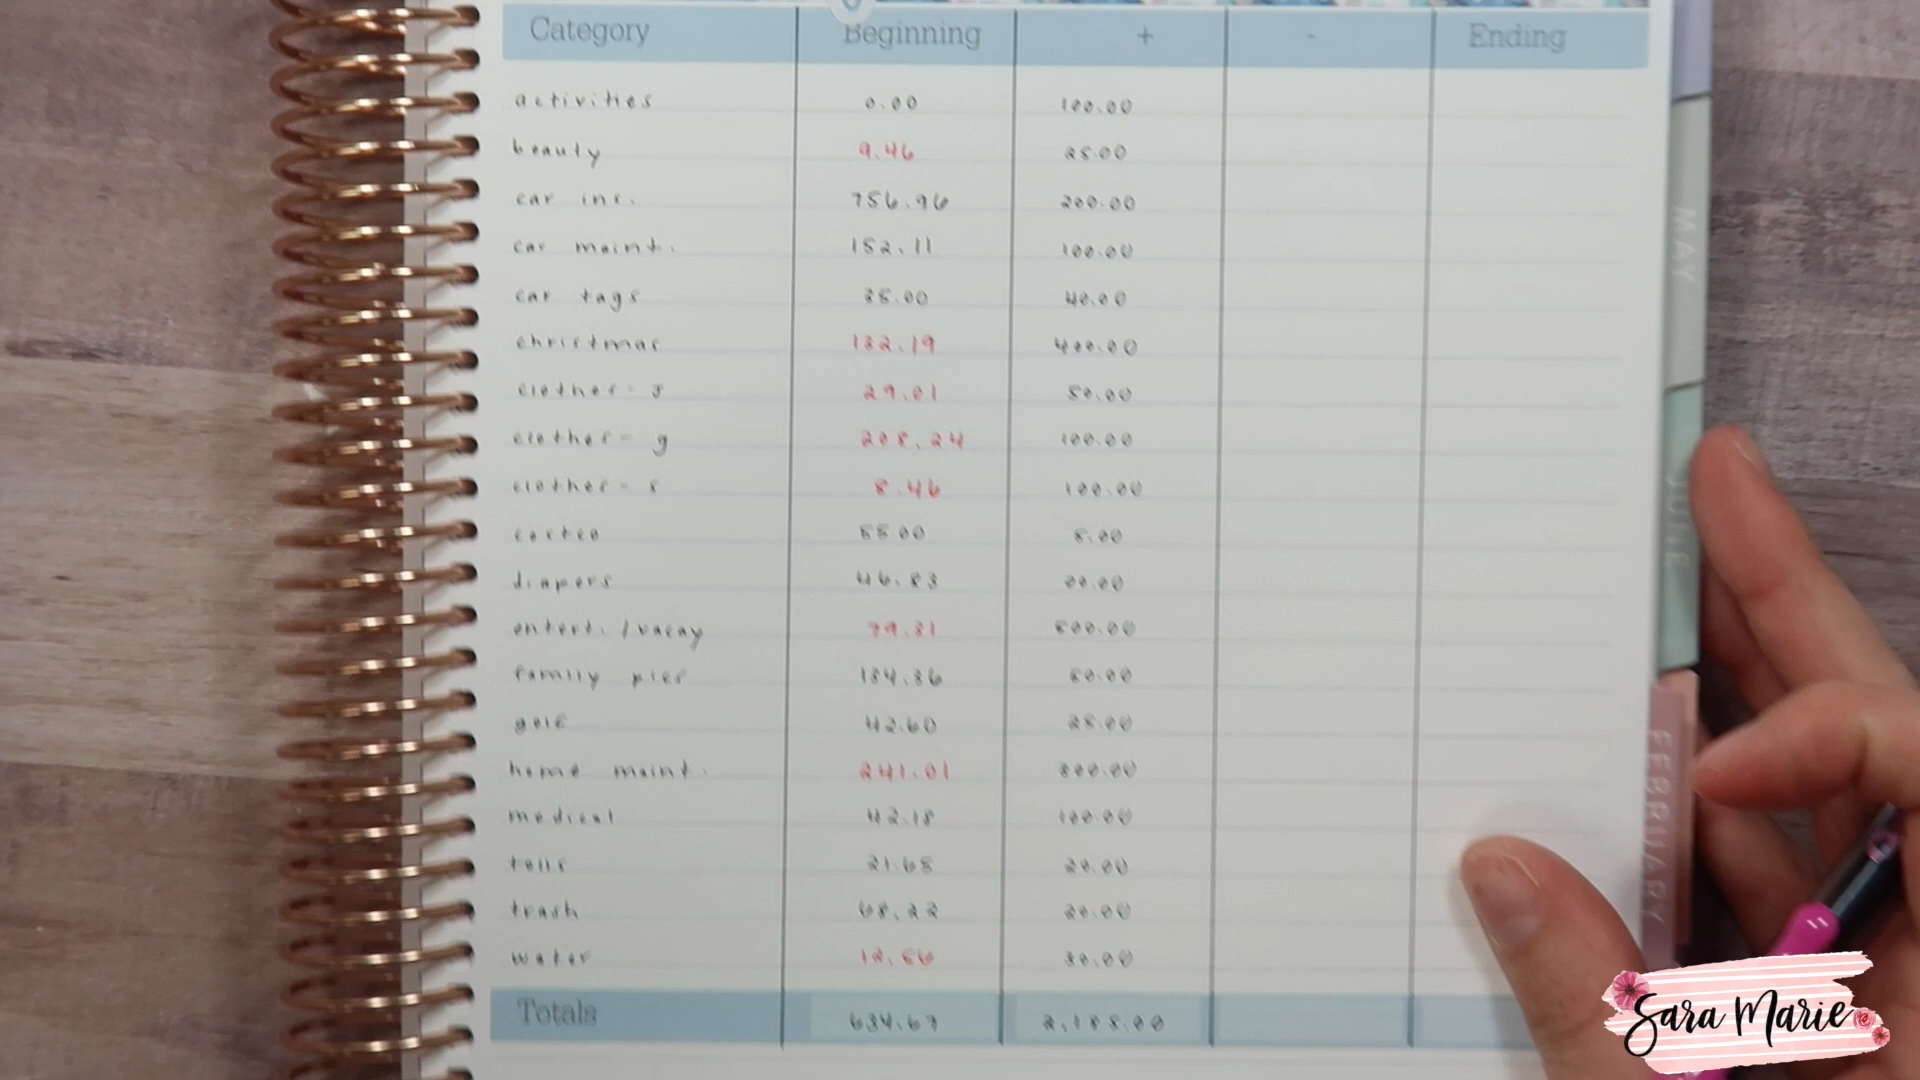 Category Beginning + - Ending
activities 0.00 100.00
beauty 9.46 25.00
car ins. 756.96 200.00
car maint. 152.11 100.00
car tags 35.00 40.00
christmas 132.19 400.00
clothes - j 29.01 50.00
clothes - g 208.24 100.00
clothes - s 8.46 100.00
costco 55.00 5.00
diapers 46.83
entert. / vacay 79.31 500.00
family pics 134.36 50.00
golf 42.60 25.00
home maint. 241.01 300.00
medical 42.18 100.00
tolls 21.65 20.00
trash 68.22 20.00
water 12.56 30.00
Totals 634.67 2,185.00
MAY
JUNE
FEBRUARY
Sara Marie